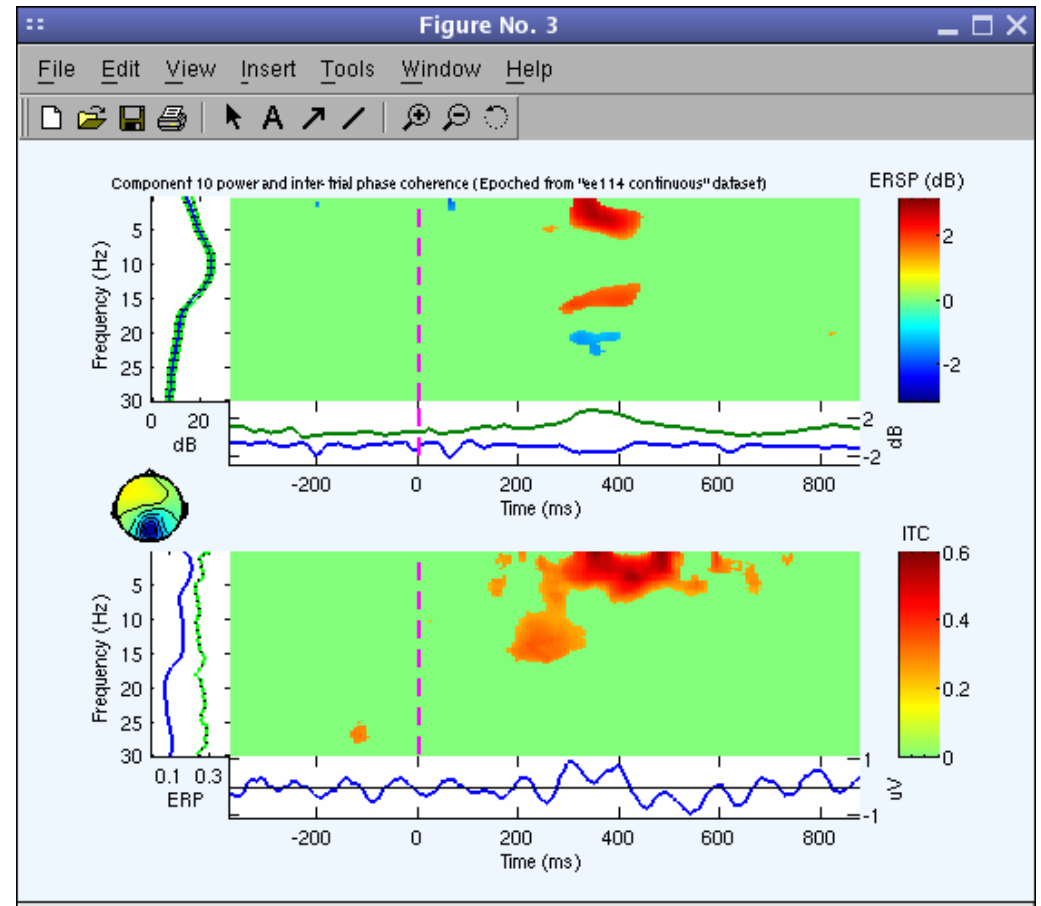 Figure No. 3
File Edit View Insert Tools Window Help
A
Component 10 power and inter-trial phase coherence (Epoched from "ee114 continuous" dataset)
ERSP (dB)
Frequency (Hz)
5
10
15
20
25
30
0 20
dB
2
0
-2
2
-2
dB
-200 0 200 400 600 800
Time (ms)
ITC
Frequency (Hz)
5
10
15
20
25
30
0.1 0.3
ERP
0.6
0.4
0.2
0
1
-1
uV
-200 0 200 400 600 800
Time (ms)